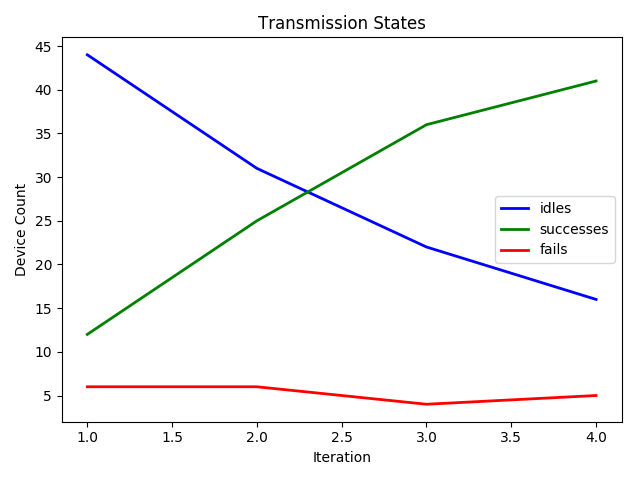 Transmission States
45
40
35
30
25
20
15
10
5
Device Count
idles
successes
fails
1.0 1.5 2.0 2.5 3.0 3.5 4.0
Iteration